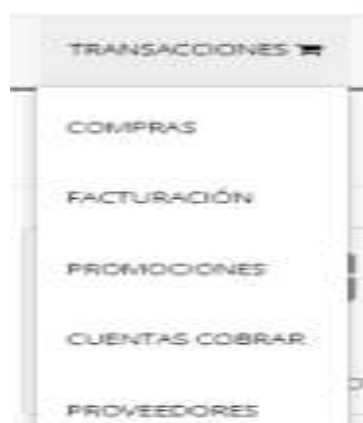 TRANSACCIONES
COMPRAS
FACTURACIÓN
PROMOCIONES
CUENTAS COBRAR
PROVEEDORES